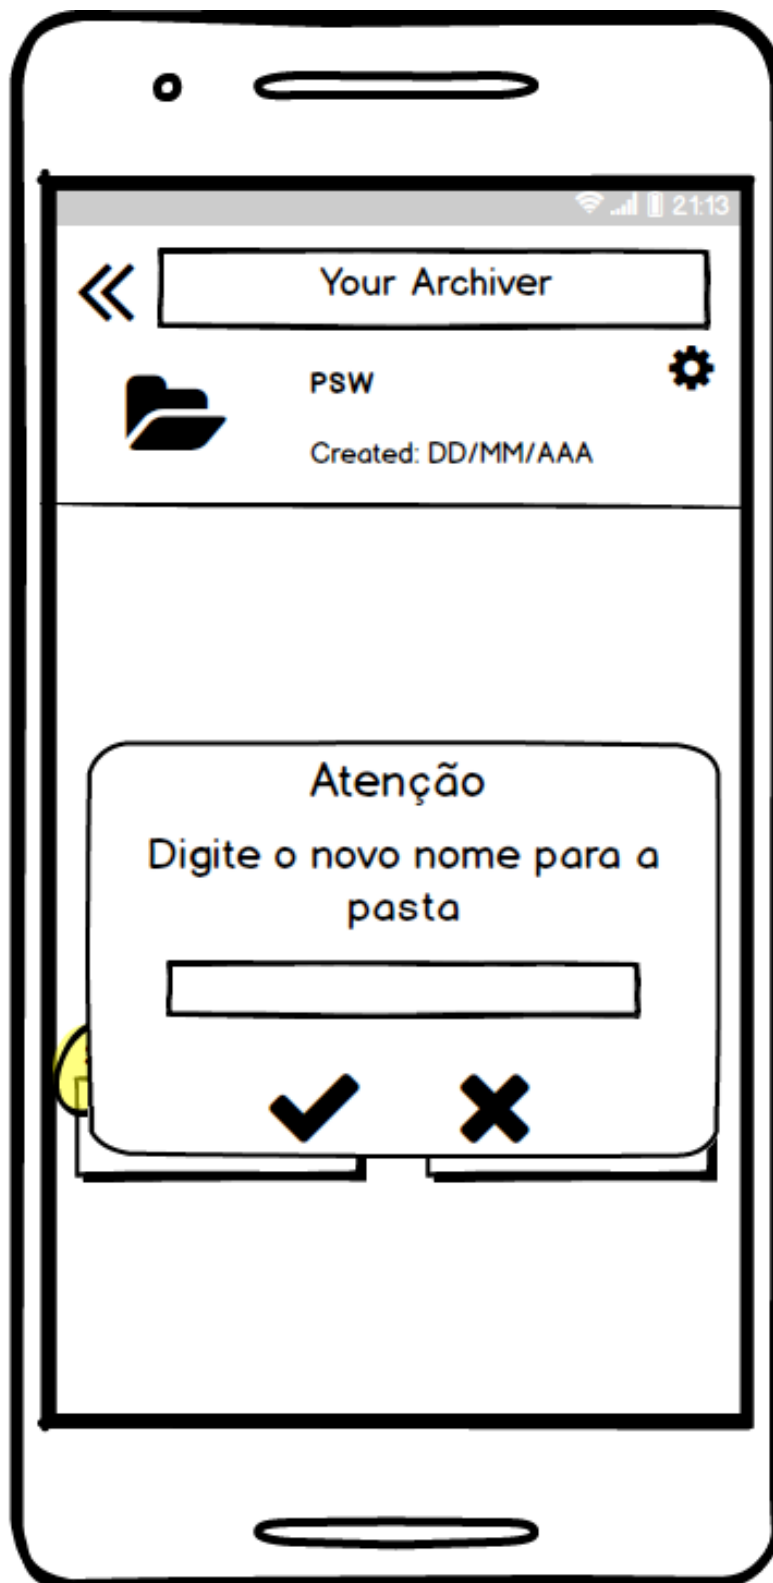 21:13
Your Archiver
PSW
Created: DD/MM/AAA
Atenção
Digite o novo nome para a
pasta